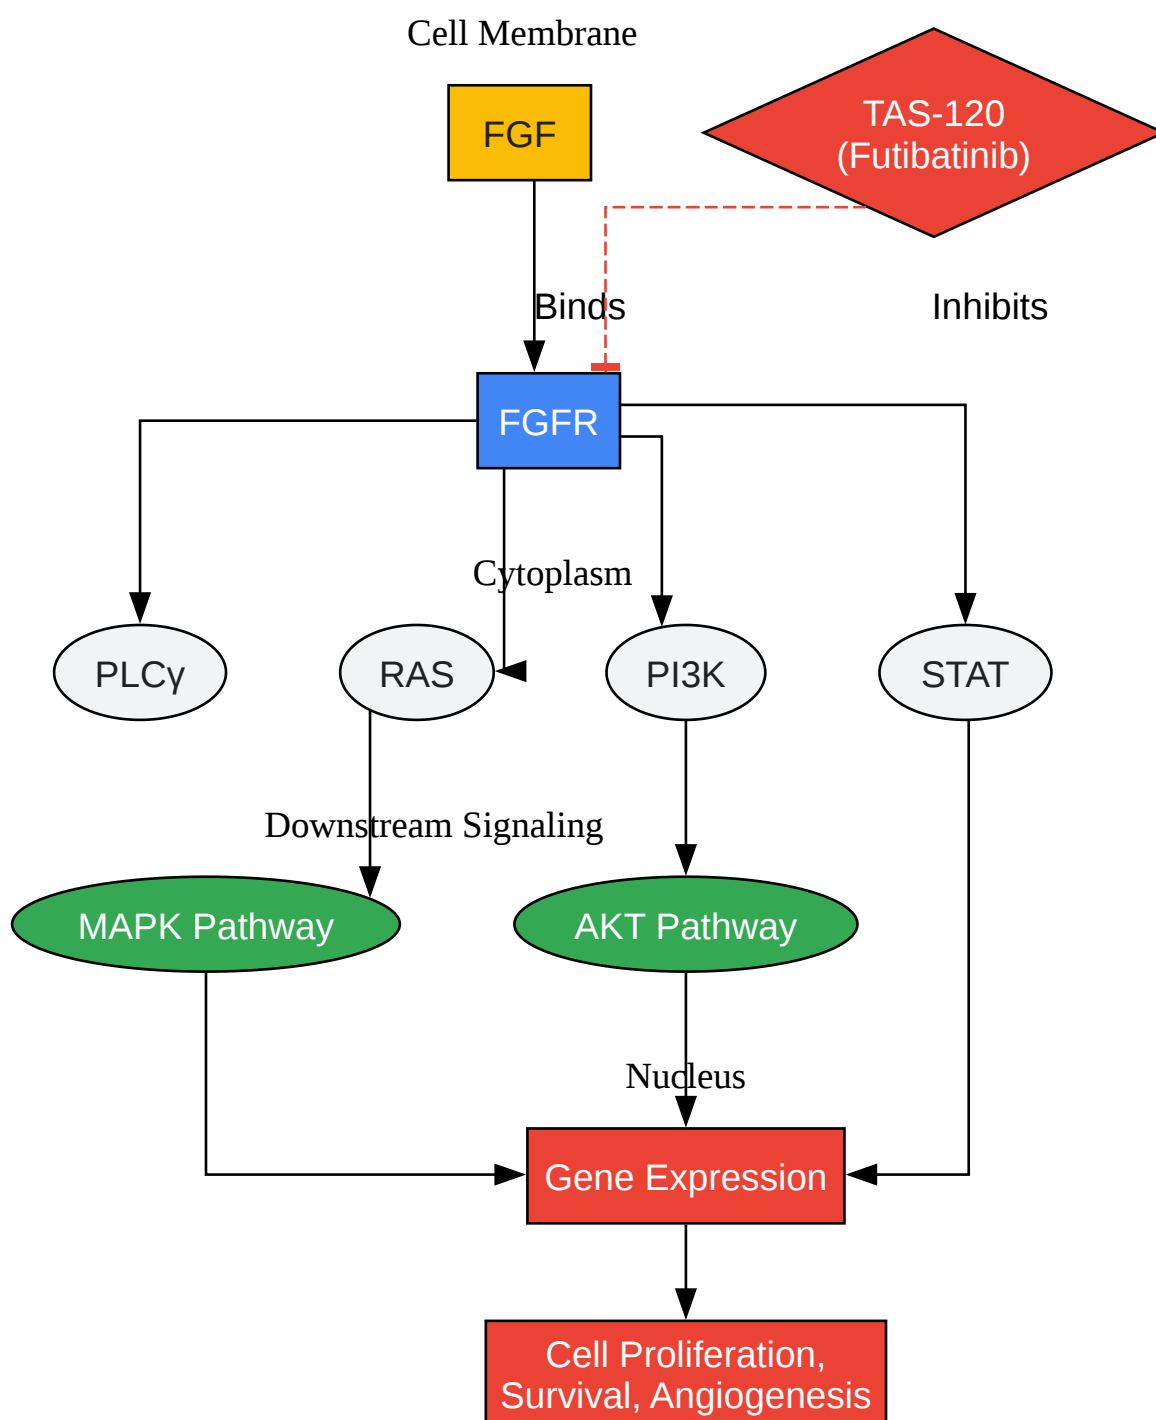 Cell Membrane
FGF
TAS-120
(Futibatinib)
Binds
Inhibits
FGFR
Cytoplasm
PLCγ
RAS
PI3K
STAT
Downstream Signaling
MAPK Pathway
AKT Pathway
Nucleus
Gene Expression
Cell Proliferation,
Survival, Angiogenesis